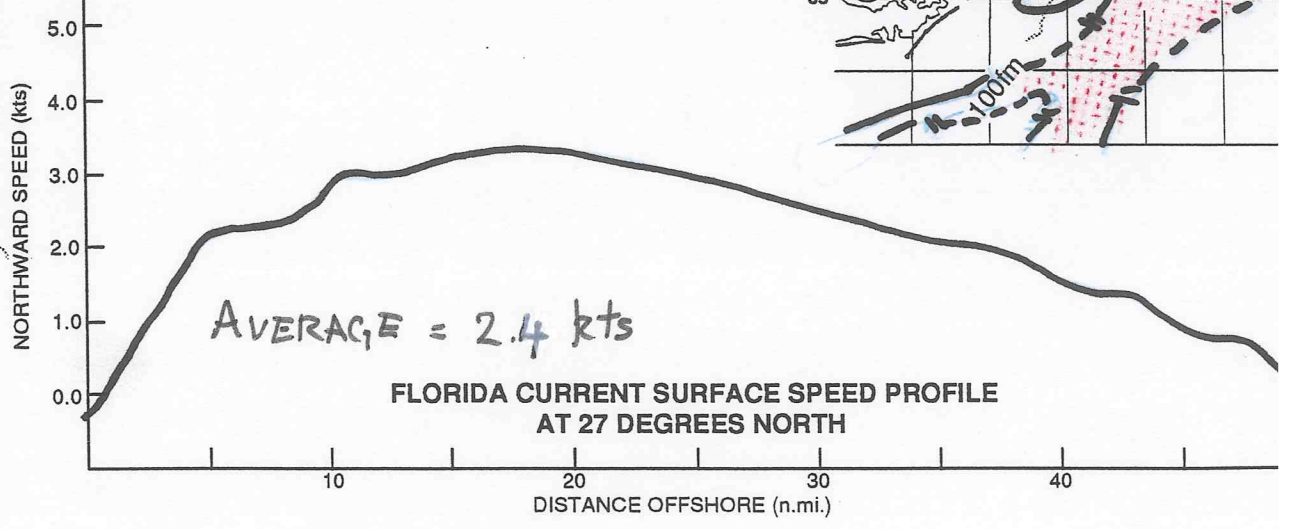 5.0
4.0
3.0
2.0
1.0
0.0
NORTHWARD SPEED (kts)
100fm
AVERAGE = 2.4 kts
FLORIDA CURRENT SURFACE SPEED PROFILE
AT 27 DEGREES NORTH
10 20 30 40
DISTANCE OFFSHORE (n.mi.)